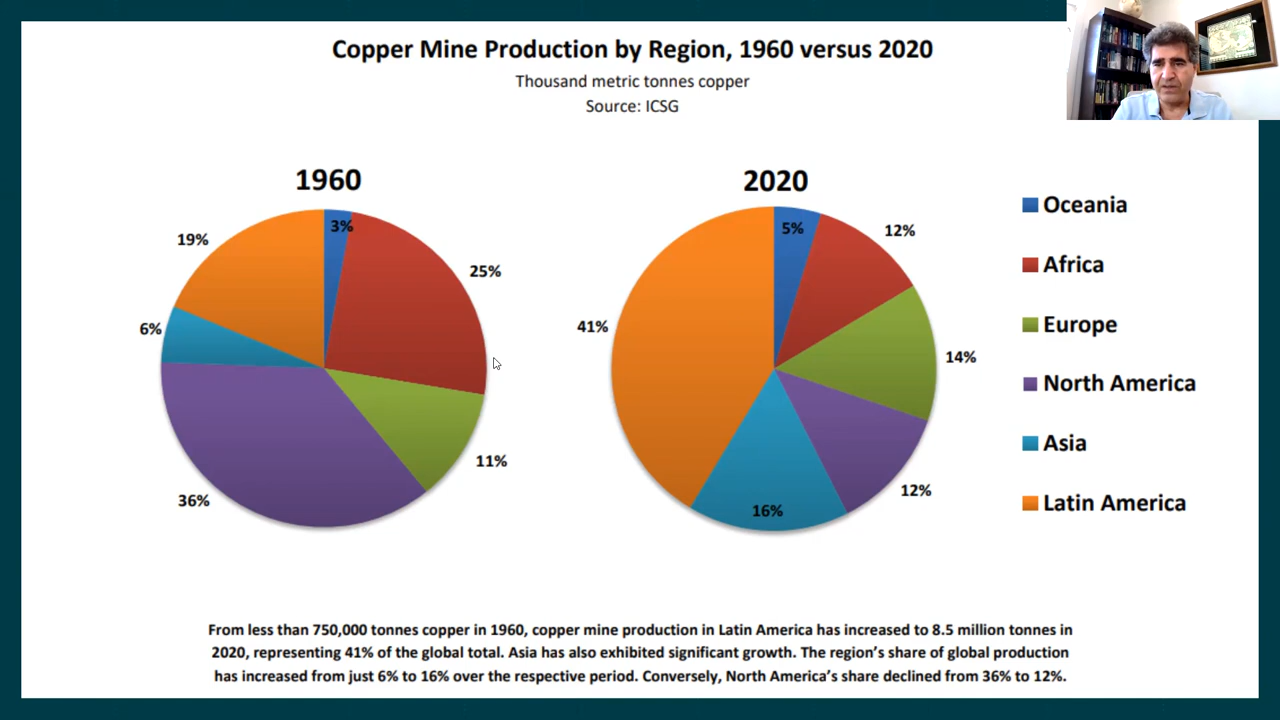 Copper Mine Production by Region, 1960 versus 2020
Thousand metric tonnes copper
Source: ICSG
1960
3%
25%
11%
36%
6%
19%
2020
5%
12%
14%
12%
16%
41%
Oceania
Africa
Europe
North America
Asia
Latin America
From less than 750,000 tonnes copper in 1960, copper mine production in Latin America has increased to 8.5 million tonnes in
2020, representing 41% of the global total. Asia has also exhibited significant growth. The region's share of global production
has increased from just 6% to 16% over the respective period. Conversely, North America's share declined from 36% to 12%.